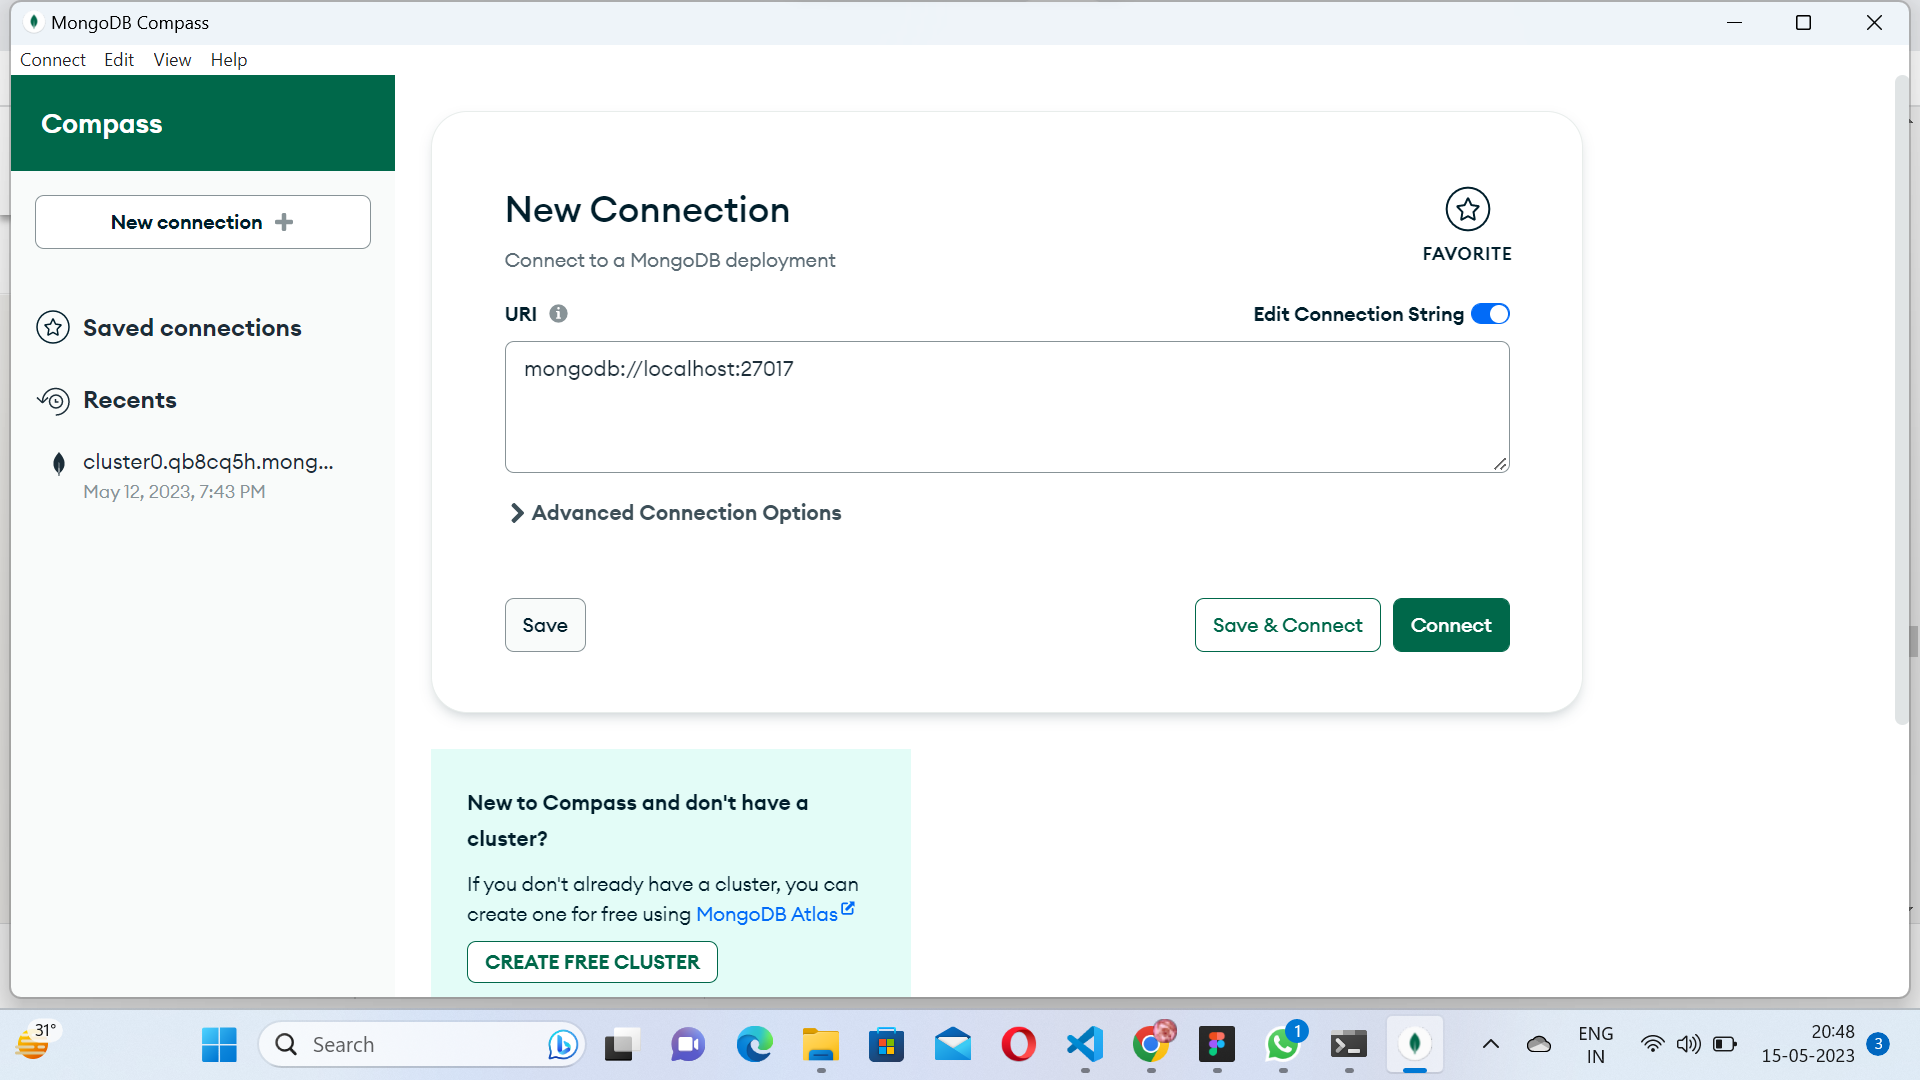 MongoDB Compass
Connect Edit View Help
Compass
New connection
Saved connections
Recents
cluster0.qb8cq5h.mong...
May 12, 2023, 7:43 PM
New Connection
Connect to a MongoDB deployment
FAVORITE
URI
Edit Connection String
mongodb://localhost:27017
Advanced Connection Options
Save
Save & Connect
Connect
New to Compass and don't have a
cluster?
If you don't already have a cluster, you can
create one for free using MongoDB Atlas
CREATE FREE CLUSTER
31°
Search
1
ENG
IN
20:48
15-05-2023
3